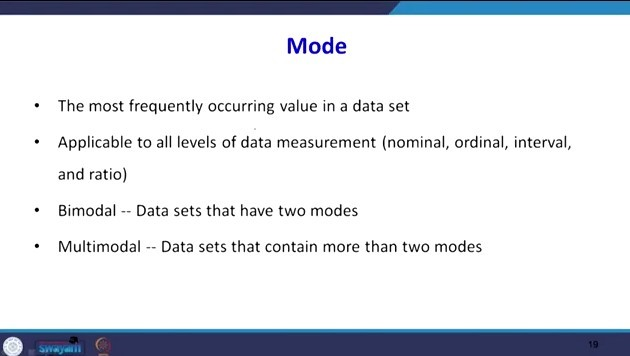 Mode
• The most frequently occurring value in a data set
• Applicable to all levels of data measurement (nominal, ordinal, interval,
and ratio)
• Bimodal -- Data sets that have two modes
• Multimodal -- Data sets that contain more than two modes
swayam
19